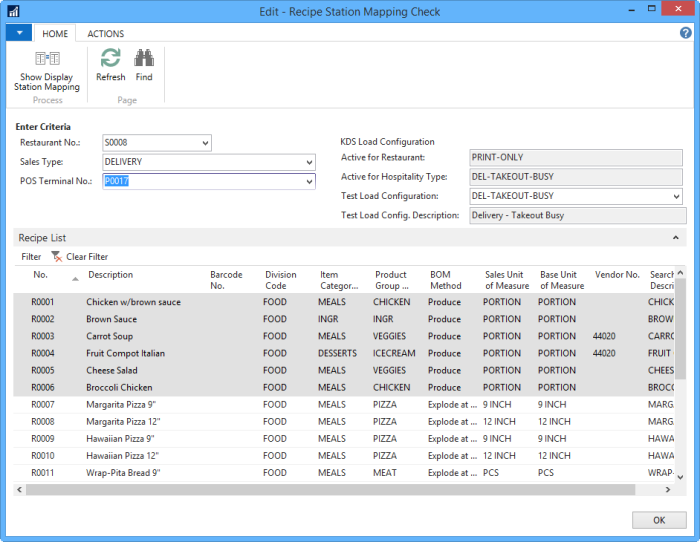 Edit - Recipe Station Mapping Check
HOME ACTIONS
Show Display Station Mapping
Refresh Find
Process Page
Enter Criteria
Restaurant No.: S0008 KDS Load Configuration
Sales Type: DELIVERY Active for Restaurant: PRINT-ONLY
POS Terminal No.: P0017 Active for Hospitality Type: DEL-TAKEOUT-BUSY
Test Load Configuration: DEL-TAKEOUT-BUSY
Test Load Config. Description: Delivery - Takeout Busy
Recipe List
Filter Clear Filter
No. Description Barcode No. Division Code Item Categor... Product Group ... BOM Method Sales Unit of Measure Base Unit of Measure Vendor No. Search Descri
R0001 Chicken w/brown sauce FOOD MEALS CHICKEN Produce PORTION PORTION CHICK
R0002 Brown Sauce FOOD INGR INGR Produce PORTION PORTION BROW
R0003 Carrot Soup FOOD MEALS VEGGIES Produce PORTION PORTION 44020 CARRO
R0004 Fruit Compot Italian FOOD DESSERTS ICECREAM Produce PORTION PORTION 44020 FRUIT
R0005 Cheese Salad FOOD MEALS VEGGIES Produce PORTION PORTION CHEES
R0006 Broccoli Chicken FOOD MEALS CHICKEN Produce PORTION PORTION BROCC
R0007 Margarita Pizza 9" FOOD MEALS PIZZA Explode at ... 9 INCH 9 INCH MARG
R0008 Margarita Pizza 12" FOOD MEALS PIZZA Explode at ... 12 INCH 12 INCH MARG
R0009 Hawaiian Pizza 9" FOOD MEALS PIZZA Explode at ... 9 INCH 9 INCH HAWA
R0010 Hawaiian Pizza 12" FOOD MEALS PIZZA Explode at ... 12 INCH 12 INCH HAWA
R0011 Wrap-Pita Bread 9" FOOD MEALS MEAT Explode at ... PCS PCS WRAP-
OK